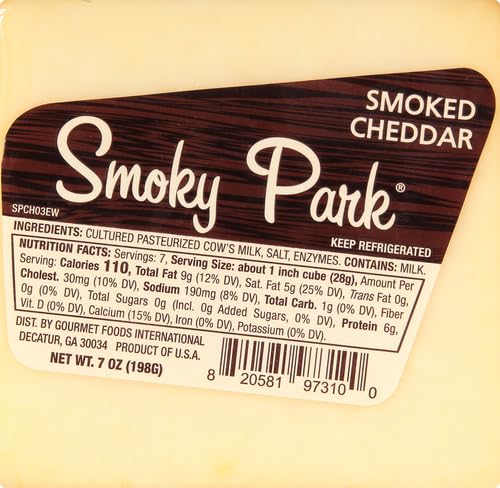 SMOKED
CHEDDAR
Smoky Park®
SPCH03EW
KEEP REFRIGERATED
INGREDIENTS: CULTURED PASTEURIZED COW'S MILK, SALT, ENZYMES. CONTAINS: MILK.
NUTRITION FACTS: Servings: 7, Serving Size: about 1 inch cube (28g), Amount Per
Serving: Calories 110, Total Fat 9g (12% DV), Sat. Fat 5g (25% DV), Trans Fat 0g,
Cholest. 30mg (10% DV), Sodium 190mg (8% DV), Total Carb. 1g (0% DV), Fiber
0g (0% DV), Total Sugars 0g (Incl. 0g Added Sugars, 0% DV), Protein 6g,
Vit. D (0% DV), Calcium (15% DV), Iron (0% DV), Potassium (0% DV).
DIST. BY GOURMET FOODS INTERNATIONAL
DECATUR, GA 30034 PRODUCT OF U.S.A.
NET WT. 7 OZ (198G)
8 20581 97310 0